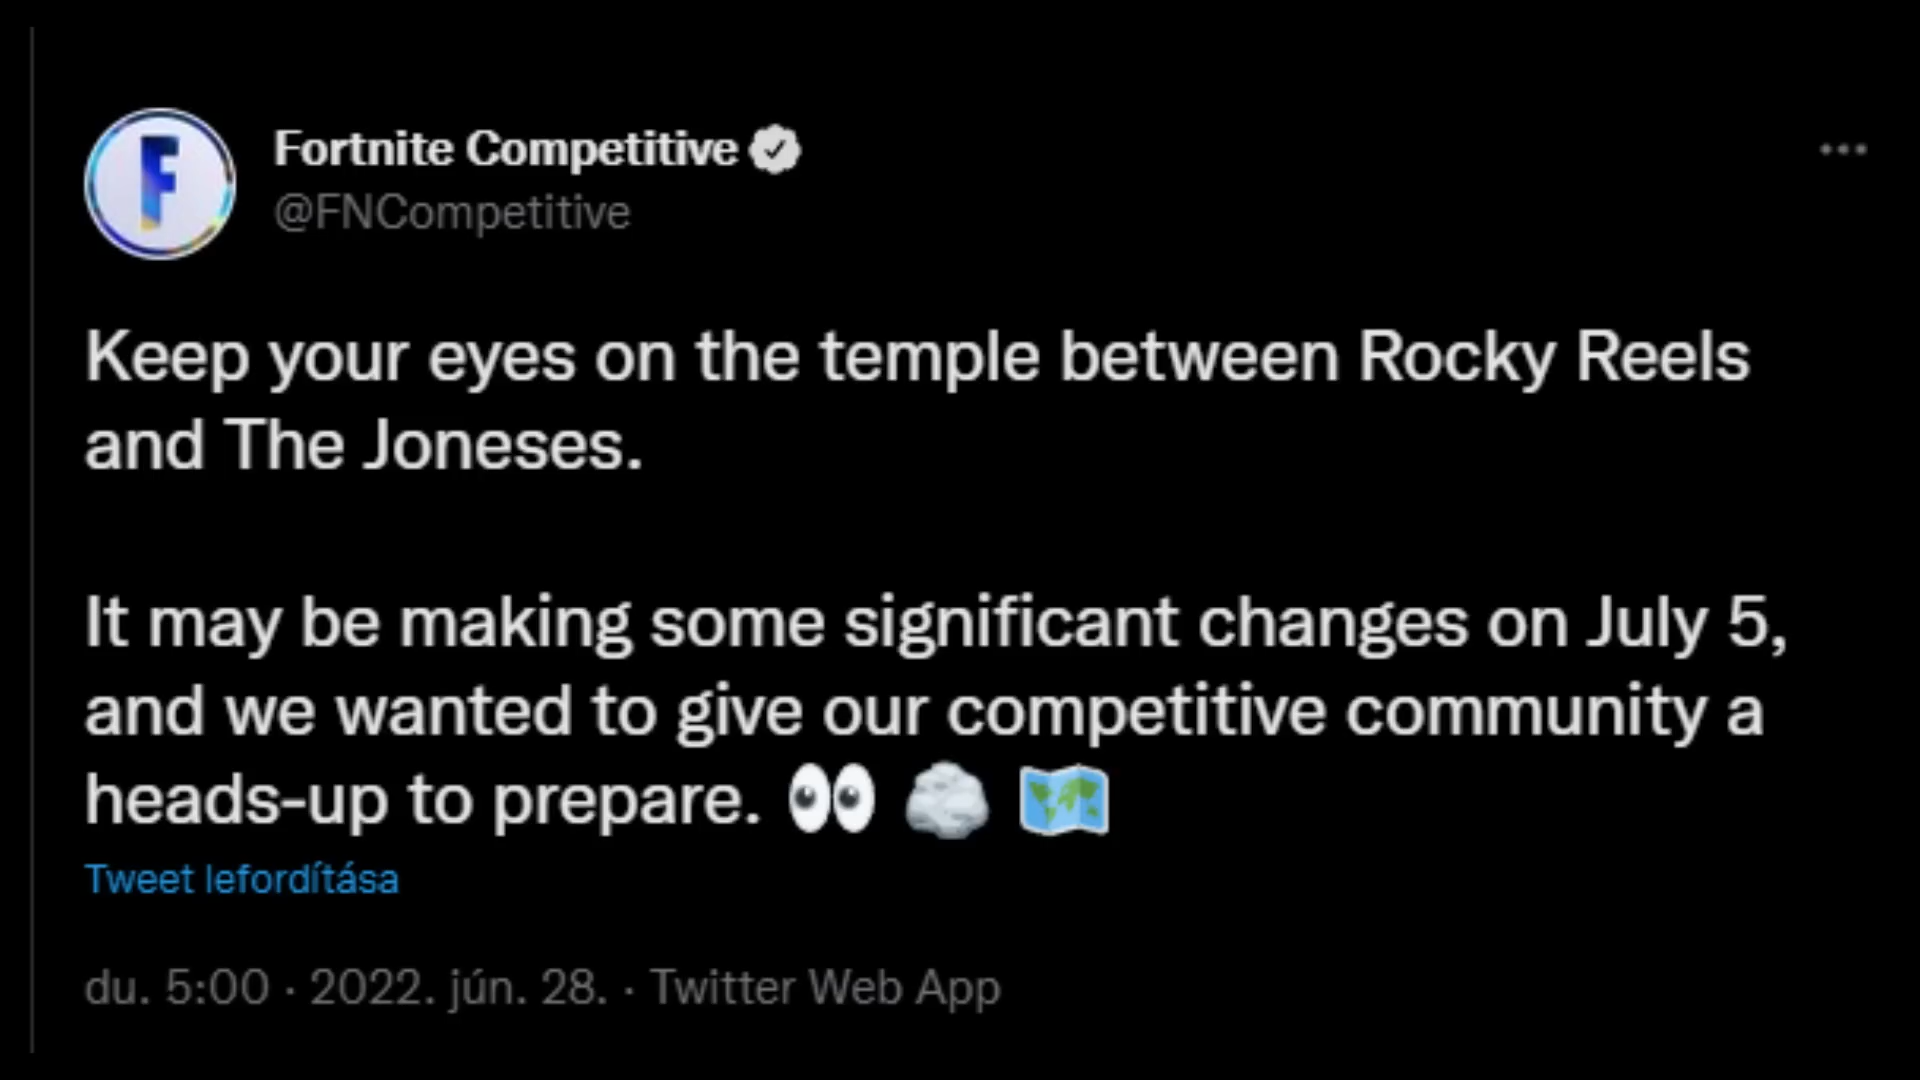 Fortnite Competitive
@FNCompetitive
Keep your eyes on the temple between Rocky Reels
and The Joneses.
It may be making some significant changes on July 5,
and we wanted to give our competitive community a
heads-up to prepare. 👀 🪨 🗺️
Tweet lefordítása
du. 5:00 · 2022. jún. 28. · Twitter Web App